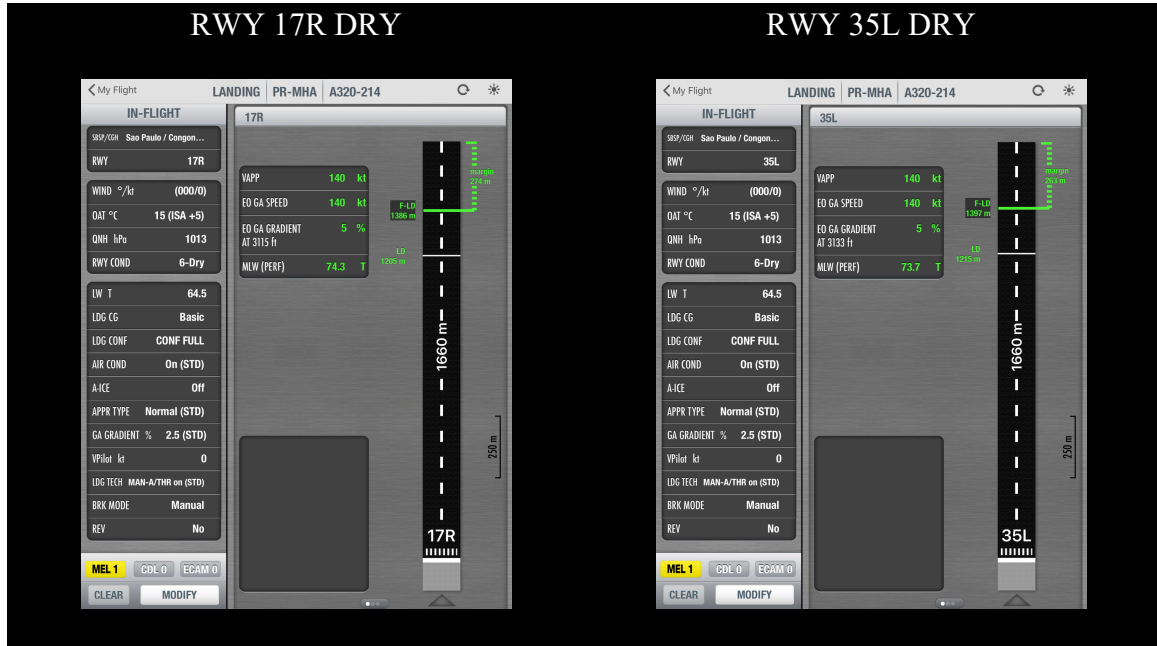 RWY 17R DRY
My Flight
LANDING PR-MHA A320-214
IN-FLIGHT
17R
SBSP/CGH Sao Paulo / Congon...
RWY 17R
WIND °/kt (000/0)
OAT °C 15 (ISA +5)
QNH hPa 1013
RWY COND 6-Dry
LW T 64.5
LDG CG Basic
LDG CONF CONF FULL
AIR COND On (STD)
A-ICE Off
APPR TYPE Normal (STD)
GA GRADIENT % 2.5 (STD)
VPilot kt 0
LDG TECH MAN-A/THR on (STD)
BRK MODE Manual
REV No
MEL 1 CDL 0 ECAM 0
CLEAR MODIFY
VAPP 140 kt
EO GA SPEED 140 kt
EO GA GRADIENT 5 %
AT 3115 ft
MLW (PERF) 74.3 T
margin
274 m
F-LD
1386 m
LD
1205 m
1660 m
250 m
17R
RWY 35L DRY
My Flight
LANDING PR-MHA A320-214
IN-FLIGHT
35L
SBSP/CGH Sao Paulo / Congon...
RWY 35L
WIND °/kt (000/0)
OAT °C 15 (ISA +5)
QNH hPa 1013
RWY COND 6-Dry
LW T 64.5
LDG CG Basic
LDG CONF CONF FULL
AIR COND On (STD)
A-ICE Off
APPR TYPE Normal (STD)
GA GRADIENT % 2.5 (STD)
VPilot kt 0
LDG TECH MAN-A/THR on (STD)
BRK MODE Manual
REV No
MEL 1 CDL 0 ECAM 0
CLEAR MODIFY
VAPP 140 kt
EO GA SPEED 140 kt
EO GA GRADIENT 5 %
AT 3133 ft
MLW (PERF) 73.7 T
margin
263 m
F-LD
1397 m
LD
1215 m
1660 m
250 m
35L